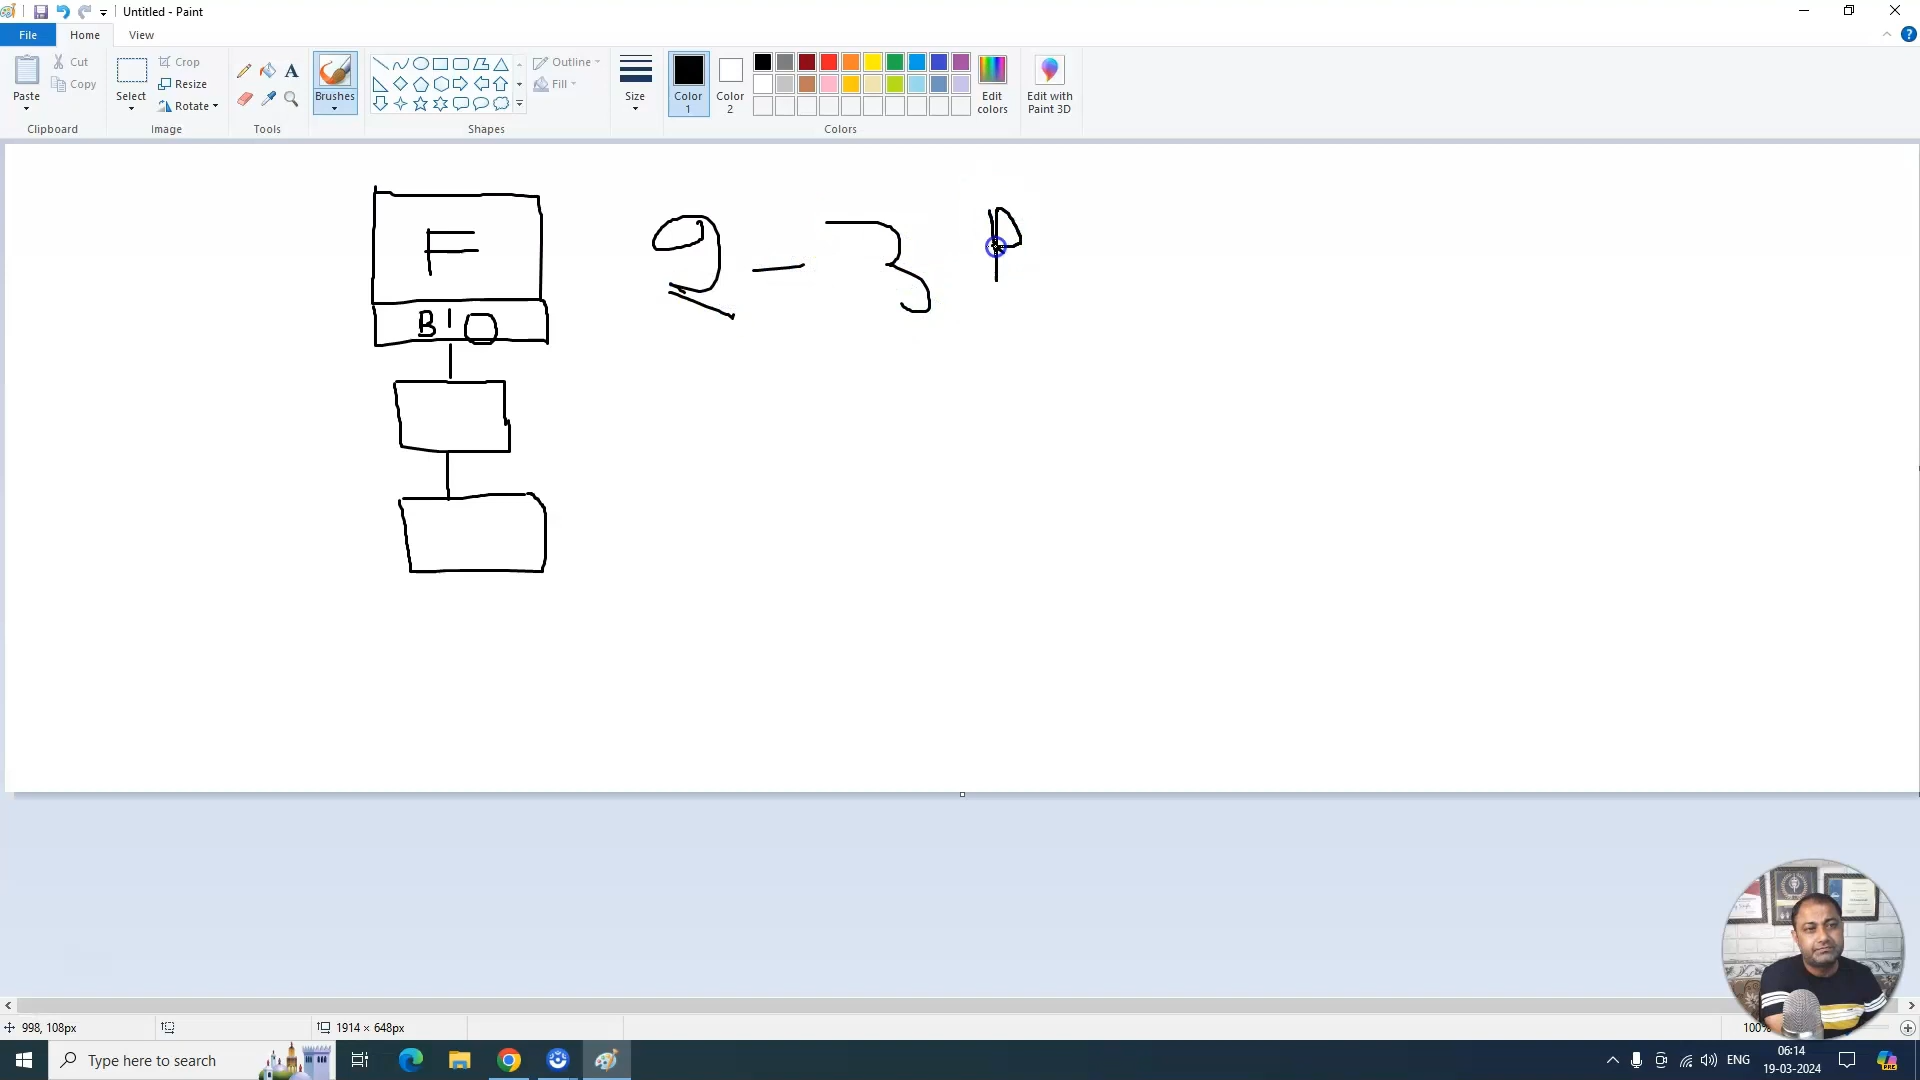 Untitled - Paint
File Home View
Paste Cut Copy Clipboard
Select Crop Resize Rotate Image
Tools
Brushes
Shapes
Outline Fill
Size
Color 1 Color 2 Colors
Edit colors
Edit with Paint 3D
F
BIO
2 - 3 P
998, 108px
1914 × 648px
100%
Type here to search
ENG
06:14
19-03-2024